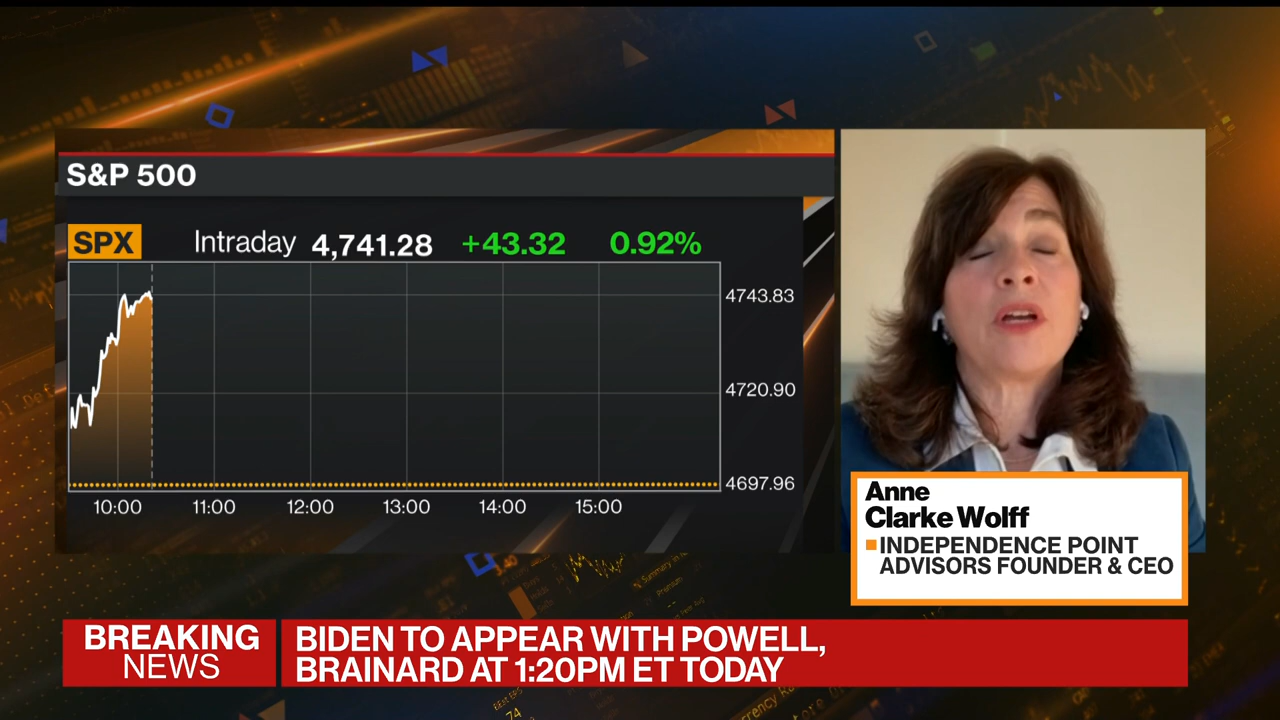 S&P 500
SPX Intraday 4,741.28 +43.32 0.92%
4743.83
4720.90
4697.96
10:00 11:00 12:00 13:00 14:00 15:00
Anne
Clarke Wolff
INDEPENDENCE POINT
ADVISORS FOUNDER & CEO
BREAKING
NEWS
BIDEN TO APPEAR WITH POWELL,
BRAINARD AT 1:20PM ET TODAY
74